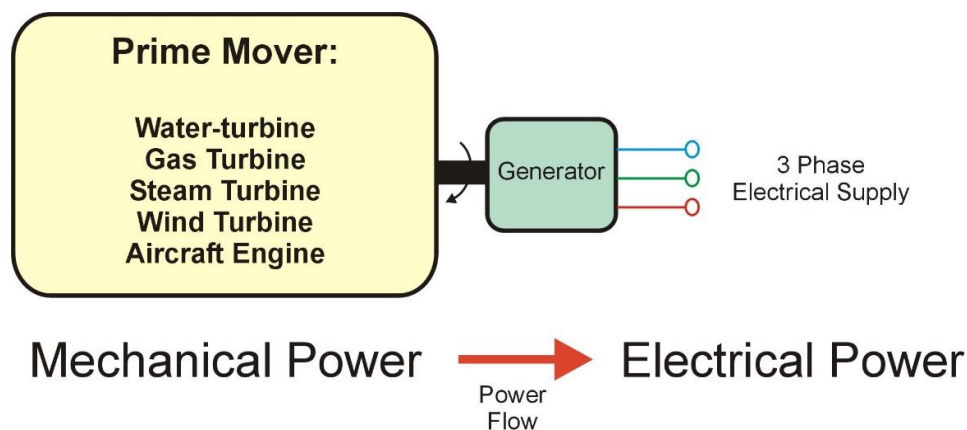 Prime Mover:
Water-turbine
Gas Turbine
Steam Turbine
Wind Turbine
Aircraft Engine
Generator
3 Phase
Electrical Supply
Mechanical Power
Power
Flow
Electrical Power